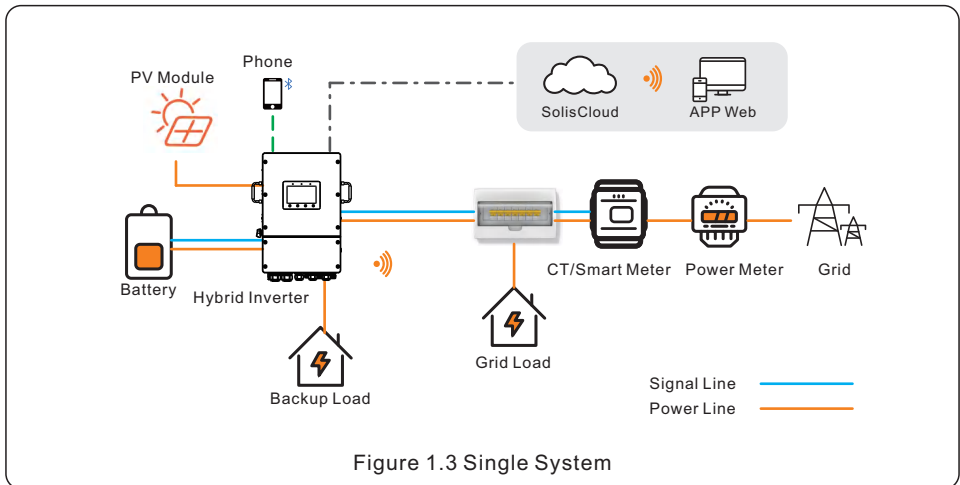 Phone
PV Module
SolisCloud
APP Web
Battery
Hybrid Inverter
CT/Smart Meter
Power Meter
Grid
Backup Load
Grid Load
Signal Line
Power Line
Figure 1.3 Single System